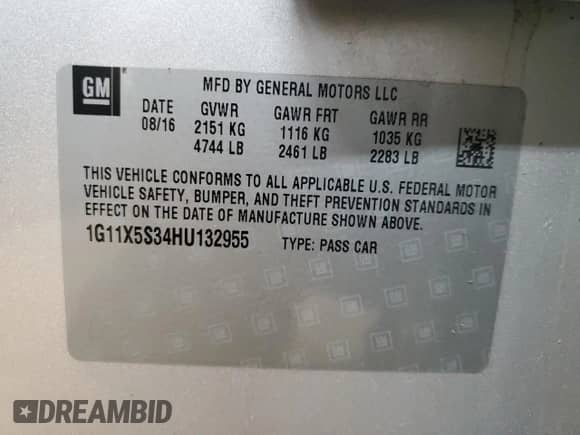 GM
MFD BY GENERAL MOTORS LLC
DATE GVWR GAWR FRT GAWR RR
08/16 2151 KG 1116 KG 1035 KG
4744 LB 2461 LB 2283 LB
THIS VEHICLE CONFORMS TO ALL APPLICABLE U.S. FEDERAL MOTOR
VEHICLE SAFETY, BUMPER, AND THEFT PREVENTION STANDARDS IN
EFFECT ON THE DATE OF MANUFACTURE SHOWN ABOVE.
1G11X5S34HU132955 TYPE: PASS CAR
DREAMBID